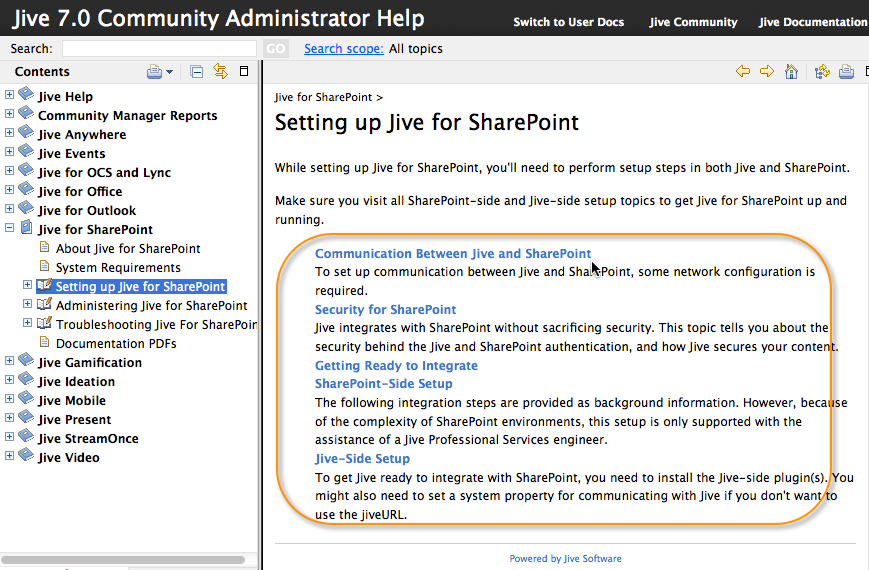 Jive 7.0 Community Administrator Help
Switch to User Docs Jive Community Jive Documentation
Search: GO Search scope: All topics
Contents
Jive Help
Community Manager Reports
Jive Anywhere
Jive Events
Jive for OCS and Lync
Jive for Office
Jive for Outlook
Jive for SharePoint
About Jive for SharePoint
System Requirements
Setting up Jive for SharePoint
Administering Jive for SharePoint
Troubleshooting Jive For SharePoin
Documentation PDFs
Jive Gamification
Jive Ideation
Jive Mobile
Jive Present
Jive StreamOnce
Jive Video
Jive for SharePoint >
Setting up Jive for SharePoint
While setting up Jive for SharePoint, you'll need to perform setup steps in both Jive and SharePoint.
Make sure you visit all SharePoint-side and Jive-side setup topics to get Jive for SharePoint up and
running.
Communication Between Jive and SharePoint
To set up communication between Jive and SharePoint, some network configuration is
required.
Security for SharePoint
Jive integrates with SharePoint without sacrificing security. This topic tells you about the
security behind the Jive and SharePoint authentication, and how Jive secures your content.
Getting Ready to Integrate
SharePoint-Side Setup
The following integration steps are provided as background information. However, because
of the complexity of SharePoint environments, this setup is only supported with the
assistance of a Jive Professional Services engineer.
Jive-Side Setup
To get Jive ready to integrate with SharePoint, you need to install the Jive-side plugin(s). You
might also need to set a system property for communicating with Jive if you don't want to
use the jiveURL.
Powered by Jive Software